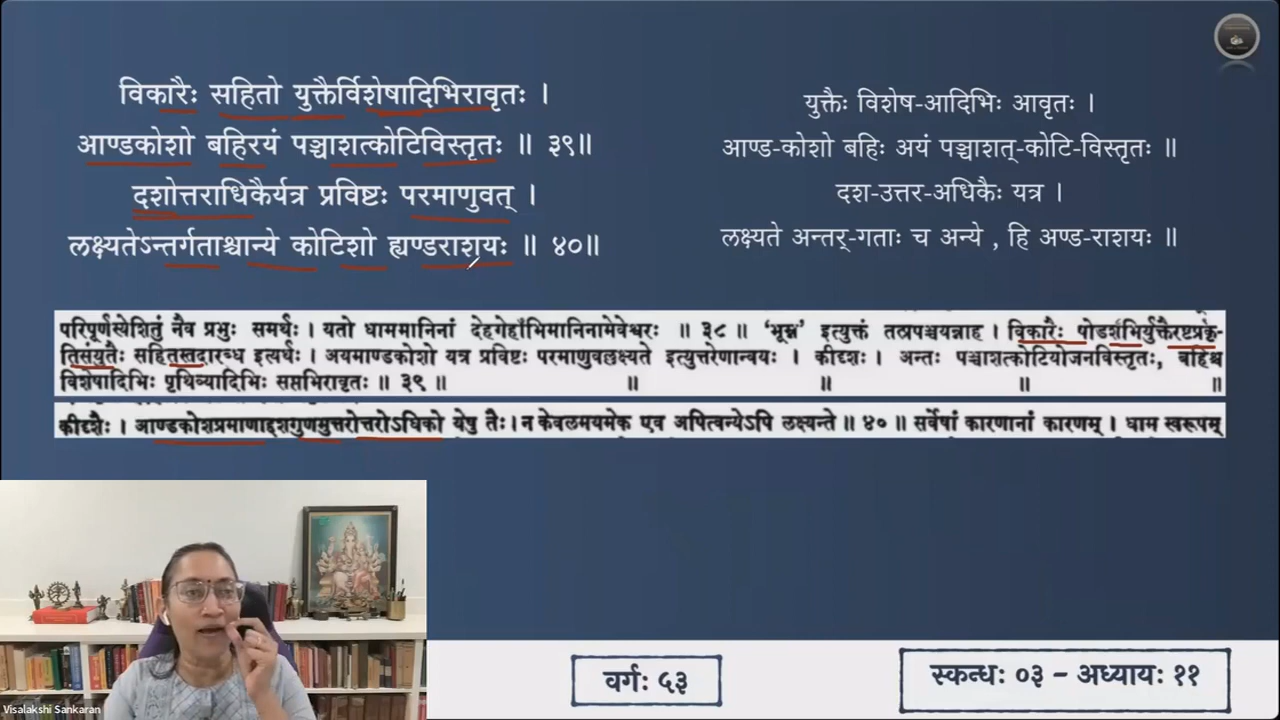 विकारैः सहितो युक्तैर्विशेषादिभिरावृतः ।
आण्डकोशो बहिरयं पञ्चाशत्कोटिविस्तृतः ॥ ३९॥
दशोत्तराधिकैर्यत्र प्रविष्टः परमाणुवत् ।
लक्ष्यतेऽन्तर्गताश्चान्ये कोटिशो ह्यण्डराशयः ॥ ४०॥
युक्तैः विशेष-आदिभिः आवृतः ।
आण्ड-कोशो बहिः अयं पञ्चाशत्-कोटि-विस्तृतः ॥
दश-उत्तर-अधिकैः यत्र ।
लक्ष्यते अन्तर्-गताः च अन्ये , हि अण्ड-राशयः ॥
परिपूर्णस्येशितुं नैव प्रभुः समर्थः । यतो धाममानिनां देहगेहाभिमानिनामेवेश्वरः ॥ ३८ ॥ 'भूम्न' इत्युक्तं तत्प्रपञ्चयन्नाह । विकारैः षोडशभिर्युक्तैरष्टप्रकृ-
तिसंयुतैः सहितस्तदारब्ध इत्यर्थः । अयमाण्डकोशो यत्र प्रविष्टः परमाणुवल्लक्ष्यते इत्युत्तरेणान्वयः । कीदृशः । अन्तः पञ्चाशत्कोटियोजनविस्तृतः, बहिश्च
विशेषादिभिः पृथिव्यादिभिः सप्तभिरावृतः ॥ ३९ ॥ ॥ ॥ ॥ ॥
कीदृशैः । आण्डकोशप्रमाणाद्दशगुणमुत्तरोत्तरोऽधिको येषु तैः । न केवलमयमेक एव अपित्वन्येऽपि लक्ष्यन्ते ॥ ४० ॥ सर्वेषां कारणानां कारणम् । धाम स्वरूपम्
Visalakshi Sankaran
वर्गः ५३
स्कन्धः ०३ – अध्यायः ११